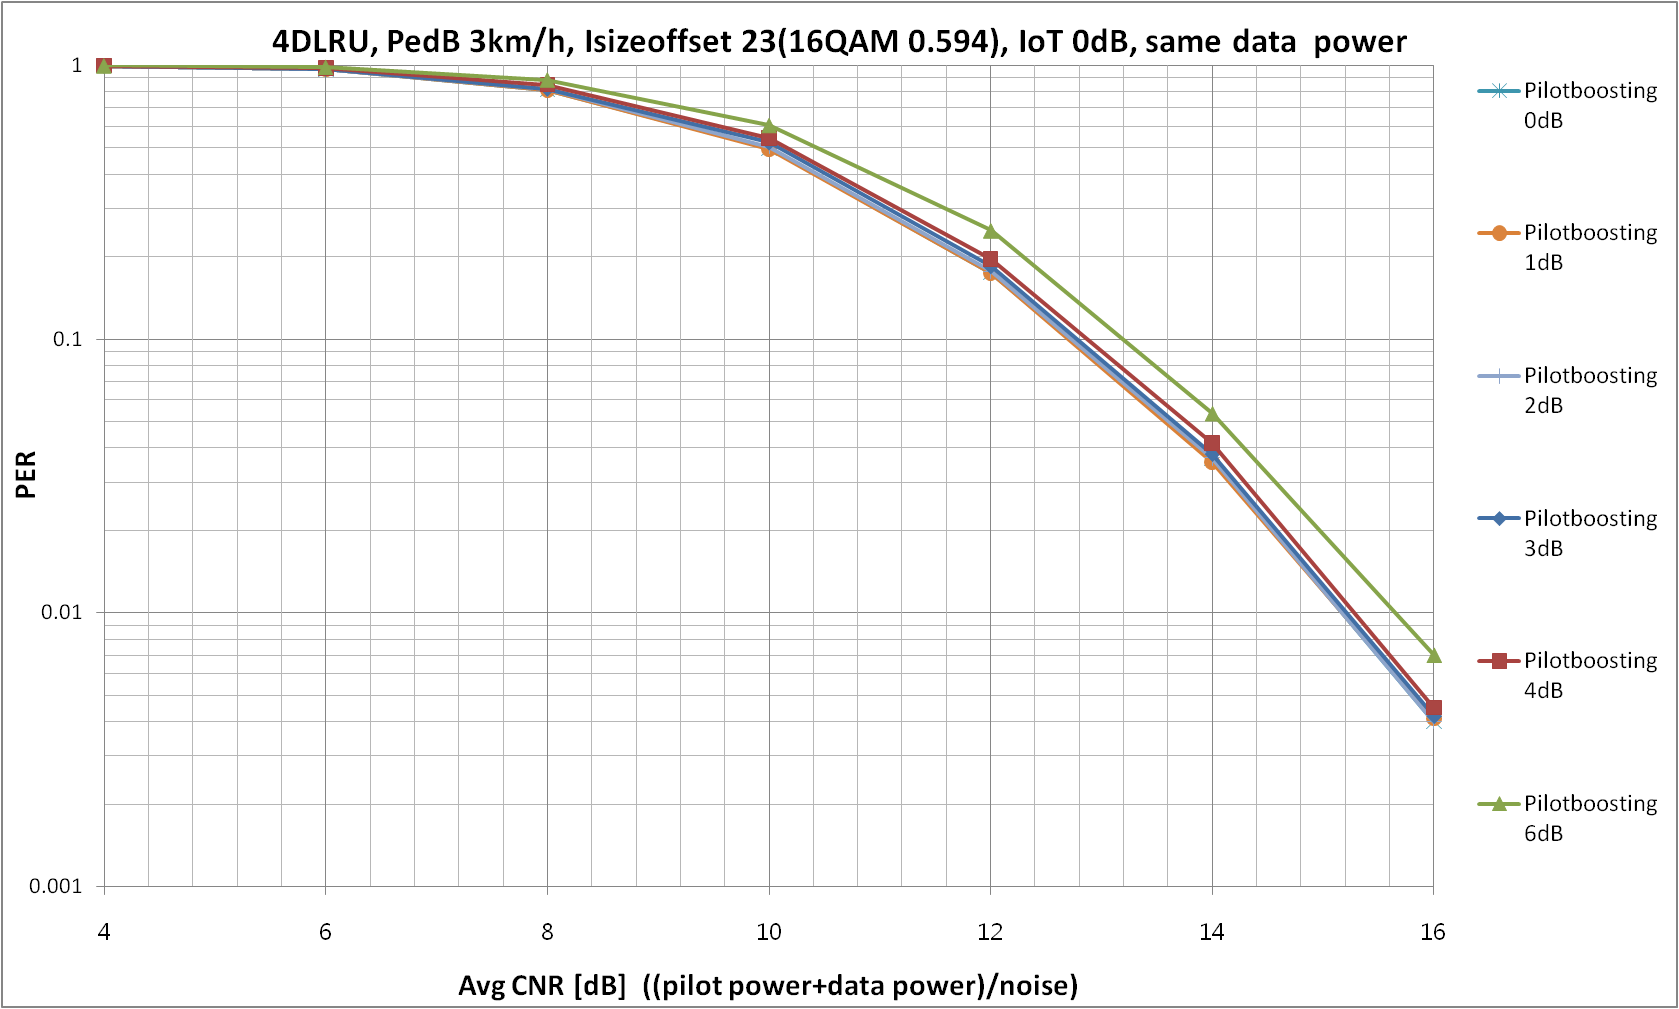 4DLRU, PedB 3km/h, Isizeoffset 23(16QAM 0.594), IoT 0dB, same data  power
1
0.1
0.01
0.001
PER
4 6 8 10 12 14 16
Avg CNR [dB]  ((pilot power+data power)/noise)
Pilotboosting
0dB
Pilotboosting
1dB
Pilotboosting
2dB
Pilotboosting
3dB
Pilotboosting
4dB
Pilotboosting
6dB